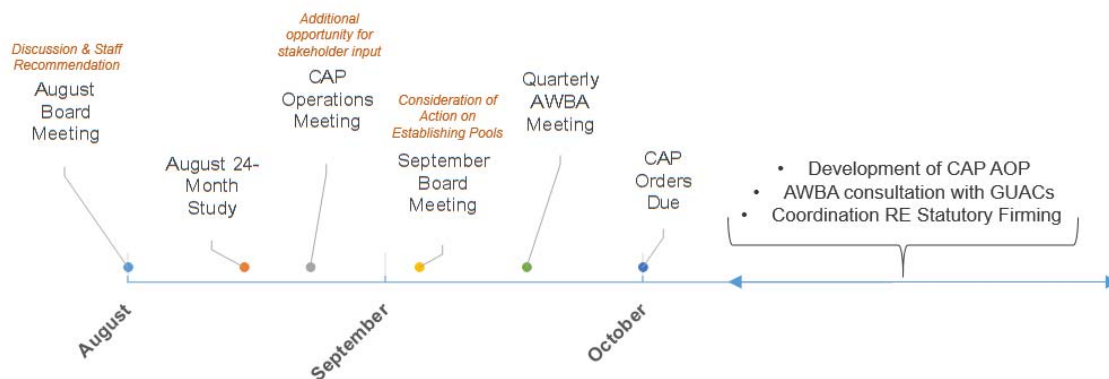 Discussion & Staff
Recommendation
August
Board
Meeting
August 24-
Month
Study
Additional
opportunity for
stakeholder input
CAP
Operations
Meeting
Consideration of
Action on
Establishing Pools
September
Board
Meeting
Quarterly
AWBA
Meeting
CAP
Orders
Due
• Development of CAP AOP
• AWBA consultation with GUACs
• Coordination RE Statutory Firming
August
September
October